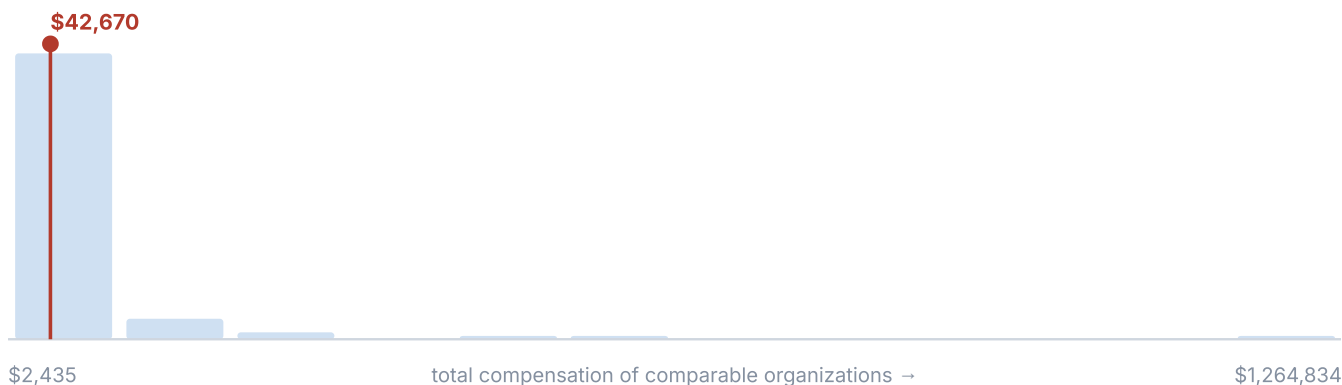 $42,670
$2,435 total compensation of comparable organizations → $1,264,834